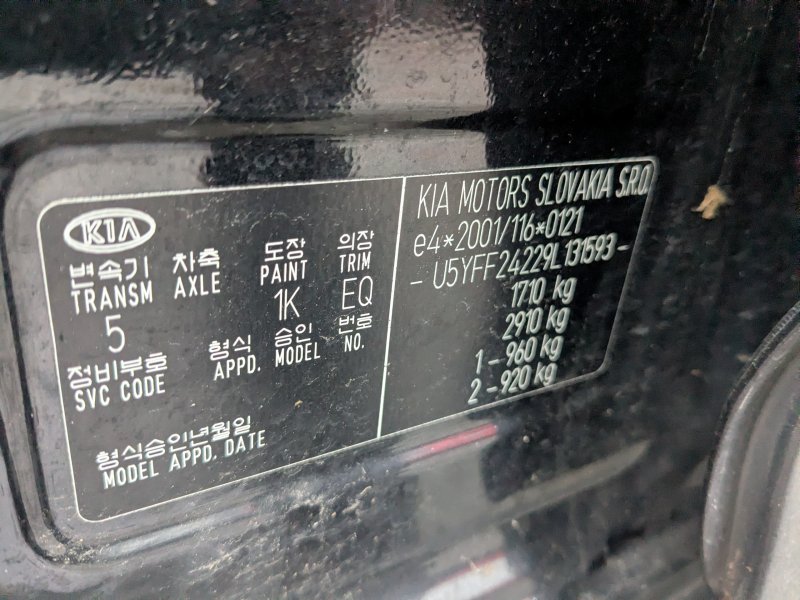 KIA
변속기 차축 도장 의장
TRANSM AXLE PAINT TRIM
5 1K EQ
정비부호 형식 승인 번호
SVC CODE APPD. MODEL NO.
형식승인년월일
MODEL APPD. DATE
KIA MOTORS SLOVAKIA S.R.O.
e4*2001/116*0121
- U5YFF24229L131593 -
1710 kg
2910 kg
1 - 960 kg
2 - 920 kg